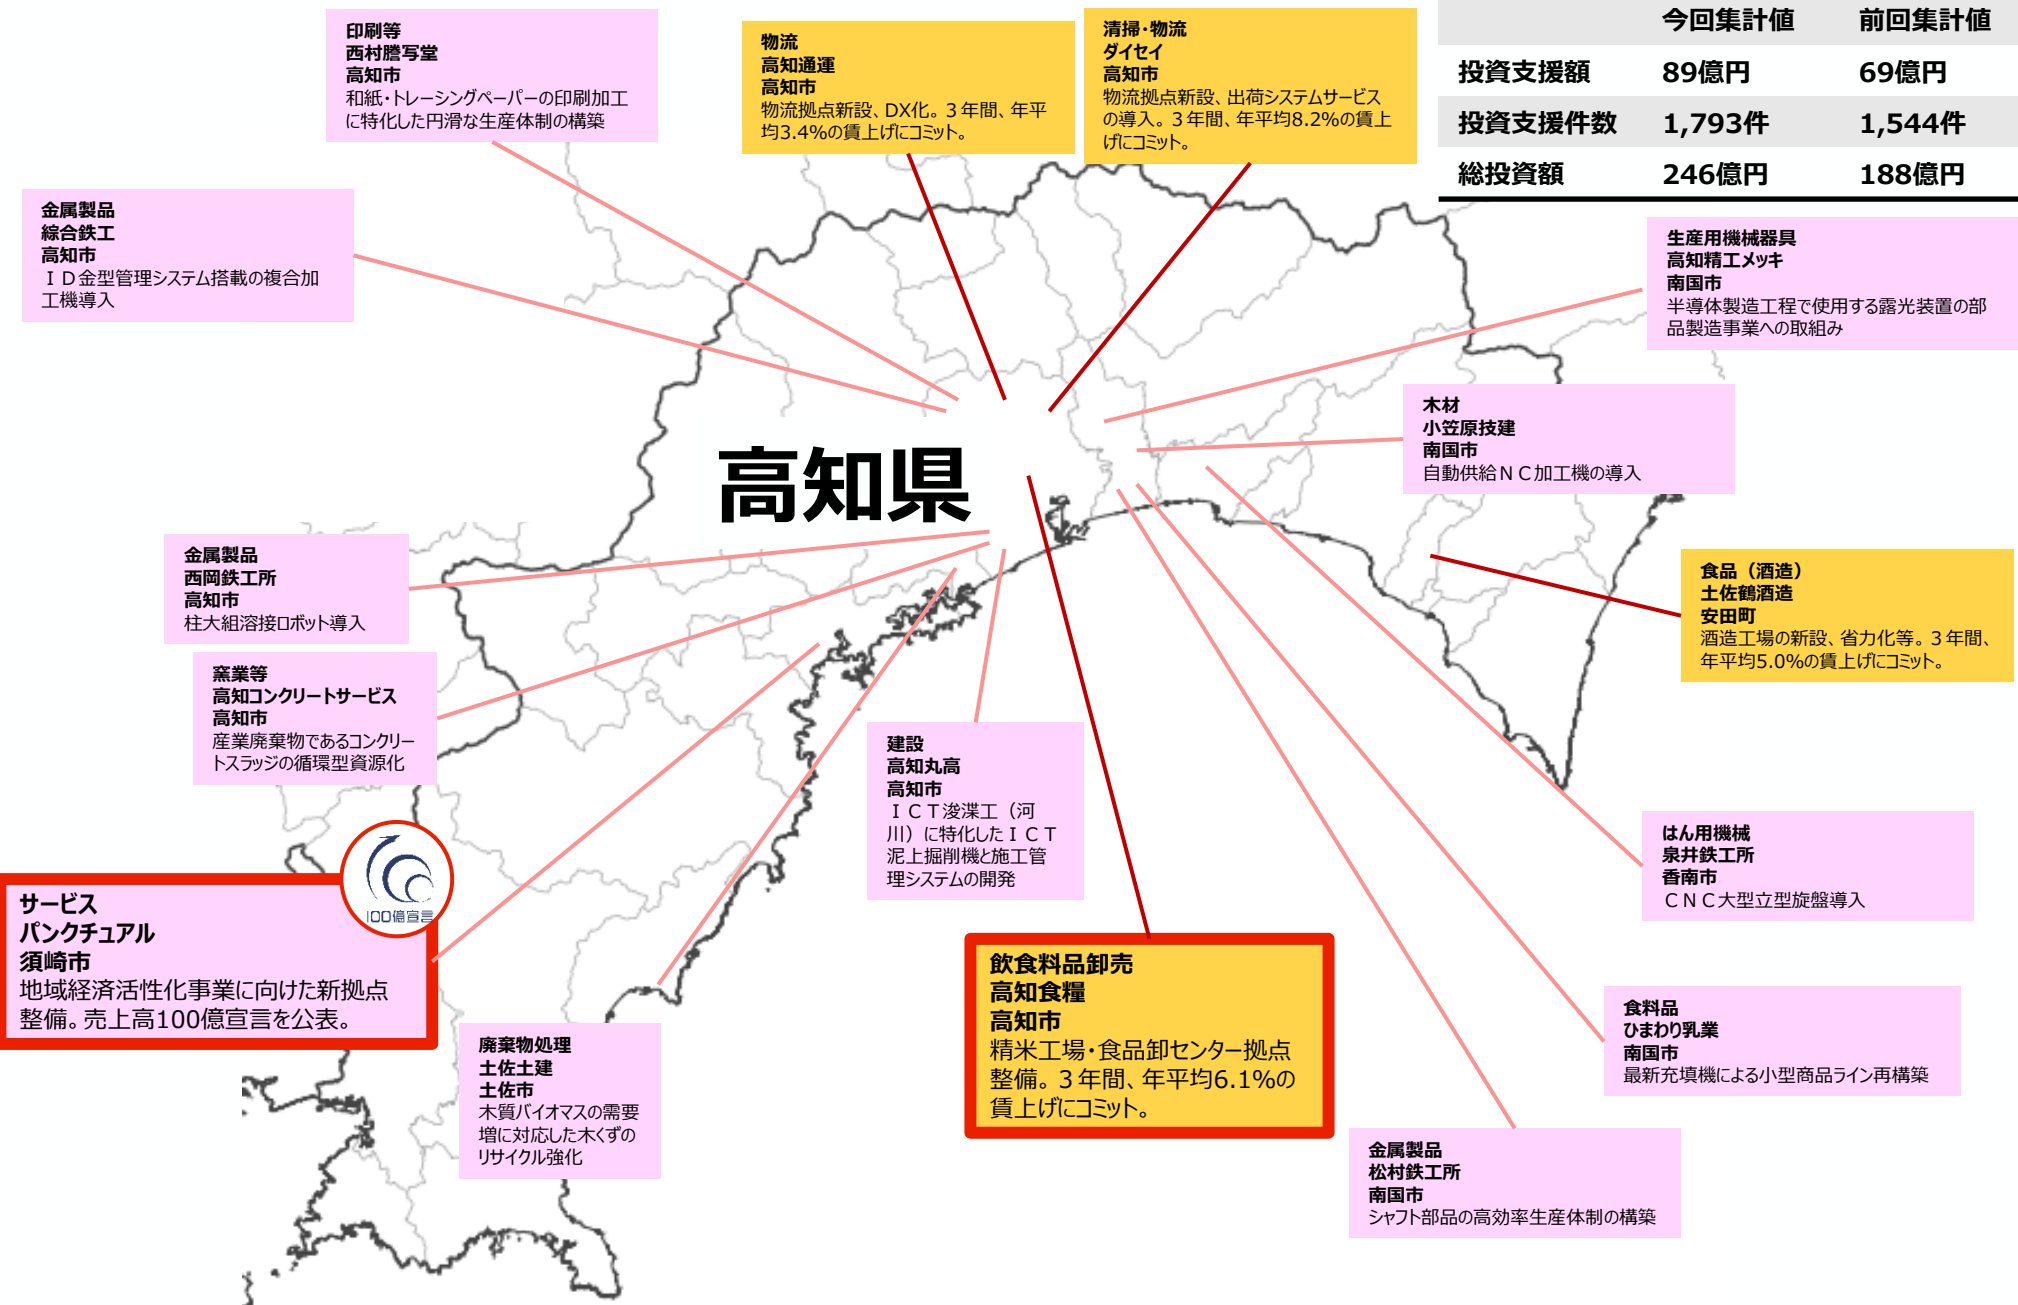 今回集計値 前回集計値
投資支援額 89億円 69億円
投資支援件数 1,793件 1,544件
総投資額 246億円 188億円
印刷等
西村謄写堂
高知市
和紙・トレーシングペーパーの印刷加工
に特化した円滑な生産体制の構築
物流
高知通運
高知市
物流拠点新設、DX化。３年間、年平
均3.4%の賃上げにコミット。
清掃・物流
ダイセイ
高知市
物流拠点新設、出荷システムサービス
の導入。３年間、年平均8.2%の賃上
げにコミット。
金属製品
綜合鉄工
高知市
ＩＤ金型管理システム搭載の複合加
工機導入
生産用機械器具
高知精工メッキ
南国市
半導体製造工程で使用する露光装置の部
品製造事業への取組み
木材
小笠原技建
南国市
自動供給ＮＣ加工機の導入
高知県
金属製品
西岡鉄工所
高知市
柱大組溶接ロボット導入
食品（酒造）
土佐鶴酒造
安田町
酒造工場の新設、省力化等。３年間、
年平均5.0%の賃上げにコミット。
窯業等
高知コンクリートサービス
高知市
産業廃棄物であるコンクリー
トスラッジの循環型資源化
建設
高知丸高
高知市
ＩＣＴ浚渫工（河
川）に特化したＩＣＴ
泥上掘削機と施工管
理システムの開発
はん用機械
泉井鉄工所
香南市
ＣＮＣ大型立型旋盤導入
100億宣言
サービス
パンクチュアル
須崎市
地域経済活性化事業に向けた新拠点
整備。売上高100億宣言を公表。
飲食料品卸売
高知食糧
高知市
精米工場・食品卸センター拠点
整備。３年間、年平均6.1%の
賃上げにコミット。
食料品
ひまわり乳業
南国市
最新充填機による小型商品ライン再構築
廃棄物処理
土佐土建
土佐市
木質バイオマスの需要
増に対応した木くずの
リサイクル強化
金属製品
松村鉄工所
南国市
シャフト部品の高効率生産体制の構築